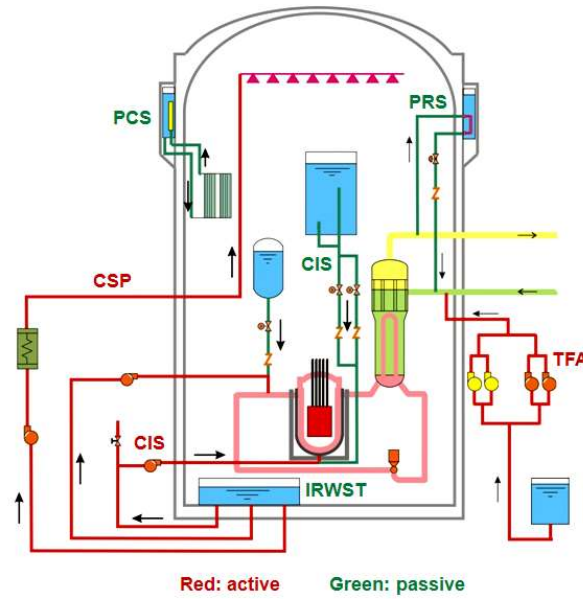 PCS
PRS
CIS
CSP
TFA
CIS
IRWST
Red: active Green: passive